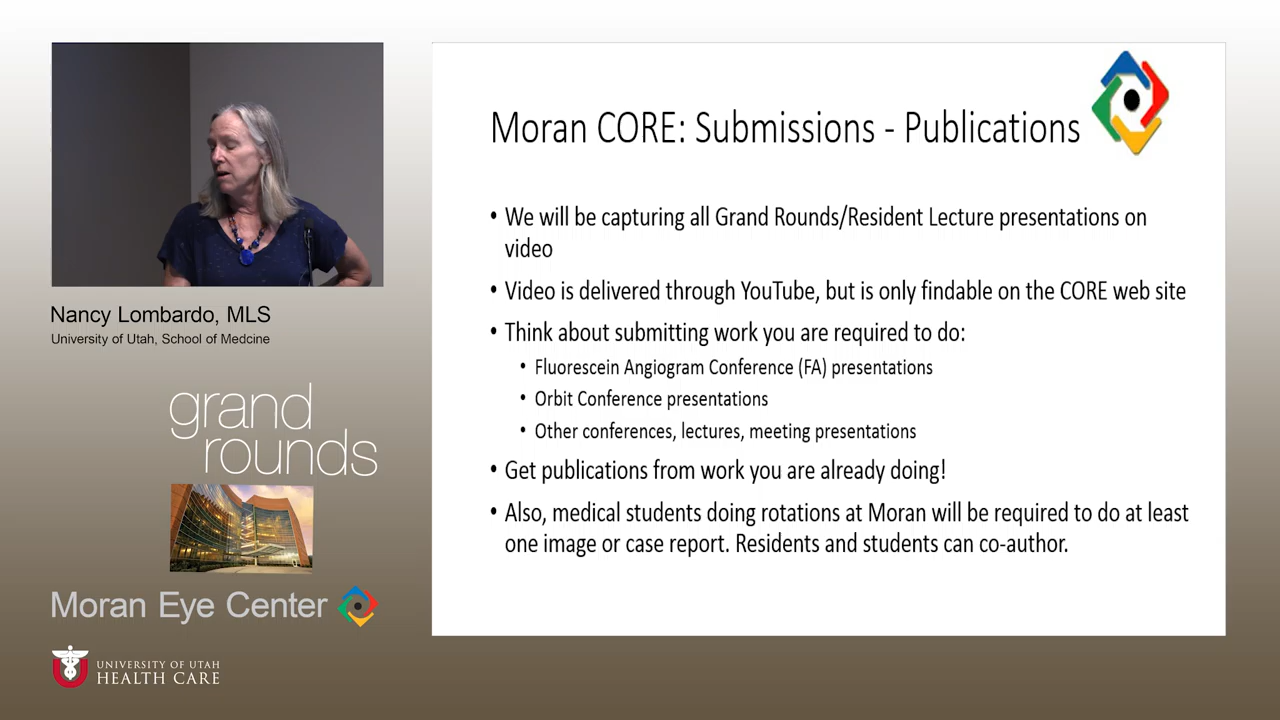 Moran CORE: Submissions - Publications
• We will be capturing all Grand Rounds/Resident Lecture presentations on
video
• Video is delivered through YouTube, but is only findable on the CORE web site
• Think about submitting work you are required to do:
• Fluorescein Angiogram Conference (FA) presentations
• Orbit Conference presentations
• Other conferences, lectures, meeting presentations
• Get publications from work you are already doing!
• Also, medical students doing rotations at Moran will be required to do at least
one image or case report. Residents and students can co-author.
Nancy Lombardo, MLS
University of Utah, School of Medcine
grand
rounds
Moran Eye Center
U
UNIVERSITY OF UTAH
HEALTH CARE